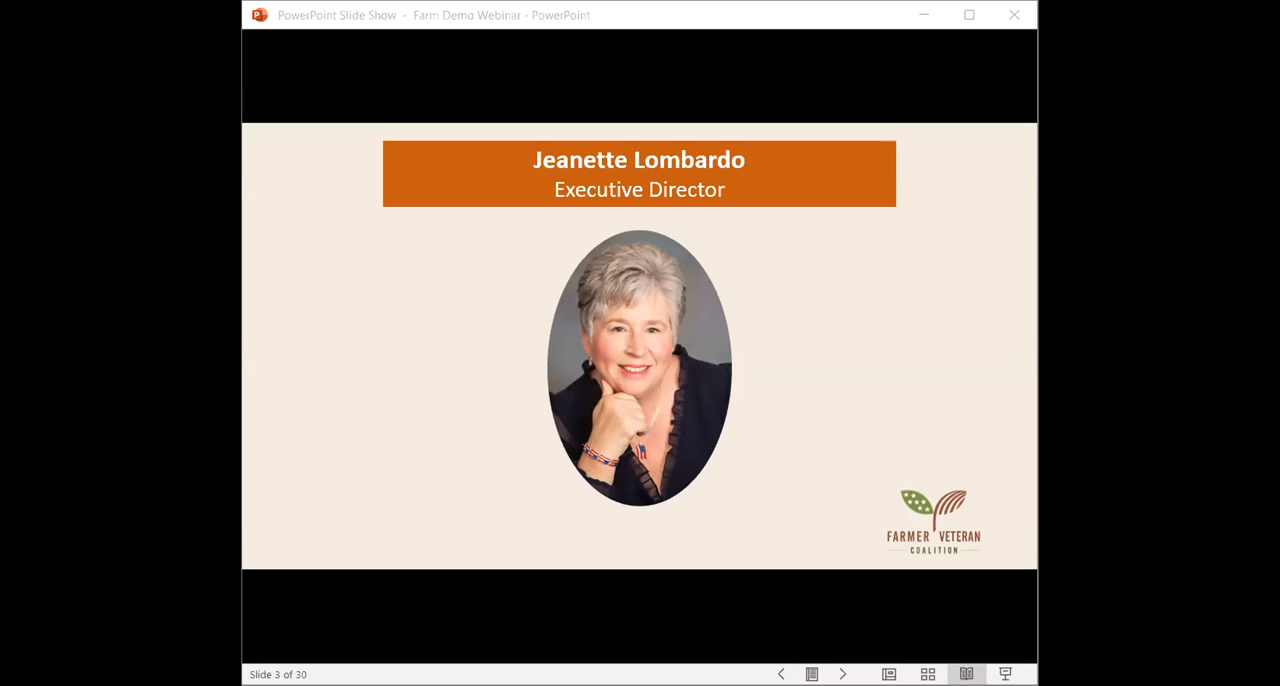 PowerPoint Slide Show - Farm Demo Webinar - PowerPoint
Jeanette Lombardo
Executive Director
FARMER VETERAN
COALITION
Slide 3 of 30